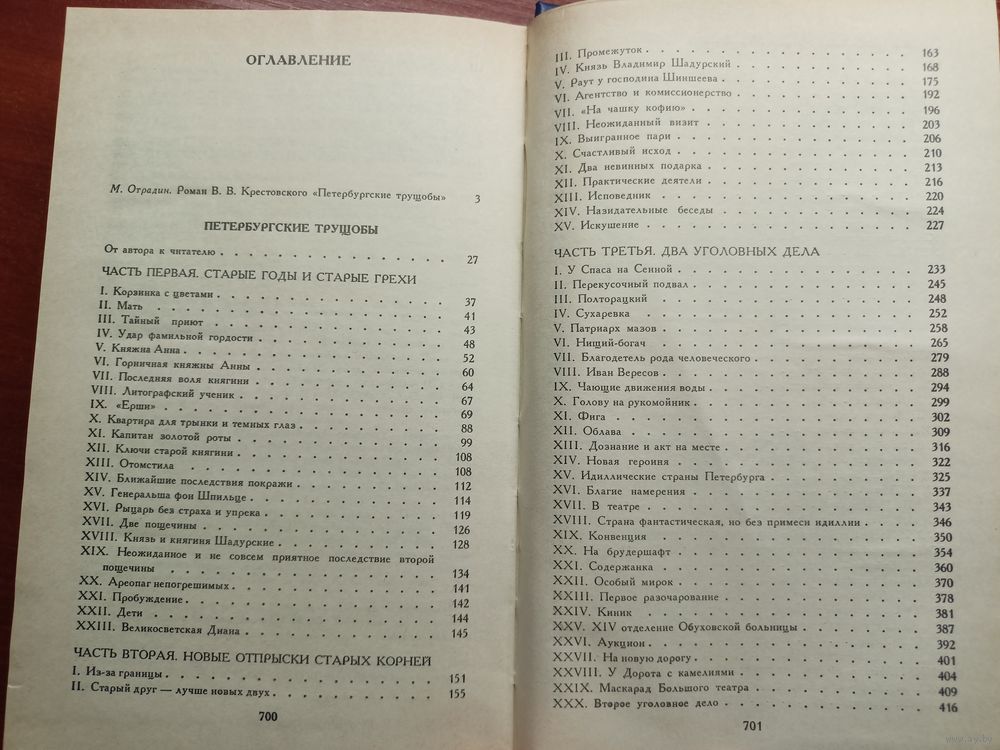 ОГЛАВЛЕНИЕ
М. Отрадин. Роман В. В. Крестовского «Петербургские трущобы» 3
ПЕТЕРБУРГСКИЕ ТРУЩОБЫ
От автора к читателю . . . 27
ЧАСТЬ ПЕРВАЯ. СТАРЫЕ ГОДЫ И СТАРЫЕ ГРЕХИ
I. Корзинка с цветами . . . 37
II. Мать . . . 41
III. Тайный приют . . . 43
IV. Удар фамильной гордости . . . 48
V. Княжна Анна . . . 52
VI. Горничная княжны Анны . . . 60
VII. Последняя воля княгини . . . 64
VIII. Литографский ученик . . . 67
IX. «Ерши» . . . 69
X. Квартира для трынки и темных глаз . . . 88
XI. Капитан золотой роты . . . 99
XII. Ключи старой княгини . . . 108
XIII. Отомстила . . . 108
XIV. Ближайшие последствия покражи . . . 112
XV. Генеральша фон Шпильце . . . 114
XVI. Рыцарь без страха и упрека . . . 119
XVII. Две пощечины . . . 126
XVIII. Князь и княгиня Шадурские . . . 128
XIX. Неожиданное и не совсем приятное последствие второй
пощечины . . . 134
XX. Ареопаг непогрешимых . . . 141
XXI. Пробуждение . . . 142
XXII. Дети . . . 144
XXIII. Великосветская Диана . . . 145
ЧАСТЬ ВТОРАЯ. НОВЫЕ ОТПРЫСКИ СТАРЫХ КОРНЕЙ
I. Из-за границы . . . 151
II. Старый друг — лучше новых двух . . . 155
700
III. Промежуток . . . 163
IV. Князь Владимир Шадурский . . . 168
V. Раут у господина Шиншеева . . . 175
VI. Агентство и комиссионерство . . . 192
VII. «На чашку кофию» . . . 196
VIII. Неожиданный визит . . . 203
IX. Выигранное пари . . . 206
X. Счастливый исход . . . 210
XI. Два невинных подарка . . . 213
XII. Практические деятели . . . 216
XIII. Исповедник . . . 220
XIV. Назидательные беседы . . . 224
XV. Искушение . . . 227
ЧАСТЬ ТРЕТЬЯ. ДВА УГОЛОВНЫХ ДЕЛА
I. У Спаса на Сенной . . . 233
II. Перекусочный подвал . . . 245
III. Полторацкий . . . 248
IV. Сухаревка . . . 252
V. Патриарх мазов . . . 258
VI. Нищий-богач . . . 265
VII. Благодетель рода человеческого . . . 279
VIII. Иван Вересов . . . 288
IX. Чающие движения воды . . . 294
X. Голову на рукомойник . . . 299
XI. Фига . . . 302
XII. Облава . . . 309
XIII. Дознание и акт на месте . . . 316
XIV. Новая героиня . . . 322
XV. Идиллические страны Петербурга . . . 325
XVI. Благие намерения . . . 337
XVII. В театре . . . 343
XVIII. Страна фантастическая, но без примеси идиллии . . . 346
XIX. Конвенция . . . 350
XX. На брудершафт . . . 354
XXI. Содержанка . . . 360
XXII. Особый мирок . . . 370
XXIII. Первое разочарование . . . 378
XXIV. Киник . . . 381
XXV. XIV отделение Обуховской больницы . . . 387
XXVI. Аукцион . . . 392
XXVII. На новую дорогу . . . 401
XXVIII. У Дорота с камелиями . . . 404
XXIX. Маскарад Большого театра . . . 409
XXX. Второе уголовное дело . . . 416
701